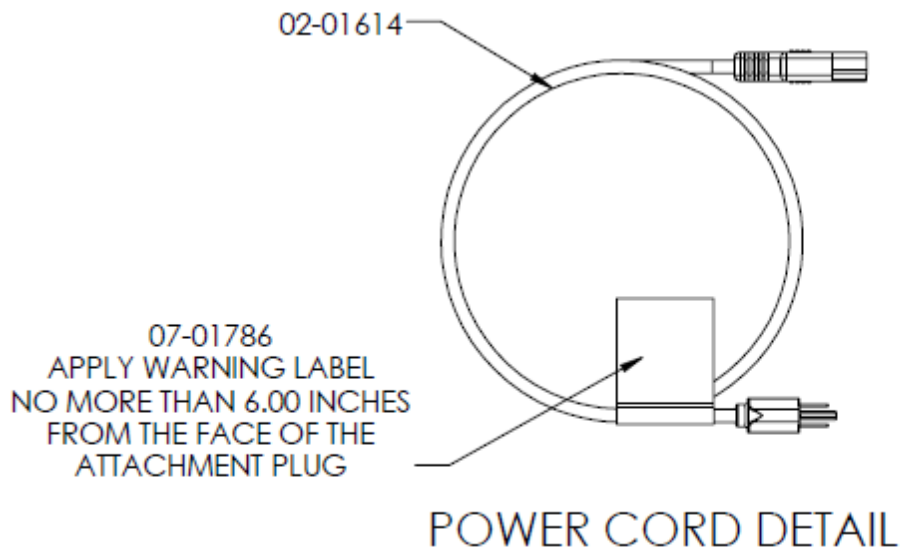 02-01614
07-01786
APPLY WARNING LABEL
NO MORE THAN 6.00 INCHES
FROM THE FACE OF THE
ATTACHMENT PLUG
POWER CORD DETAIL